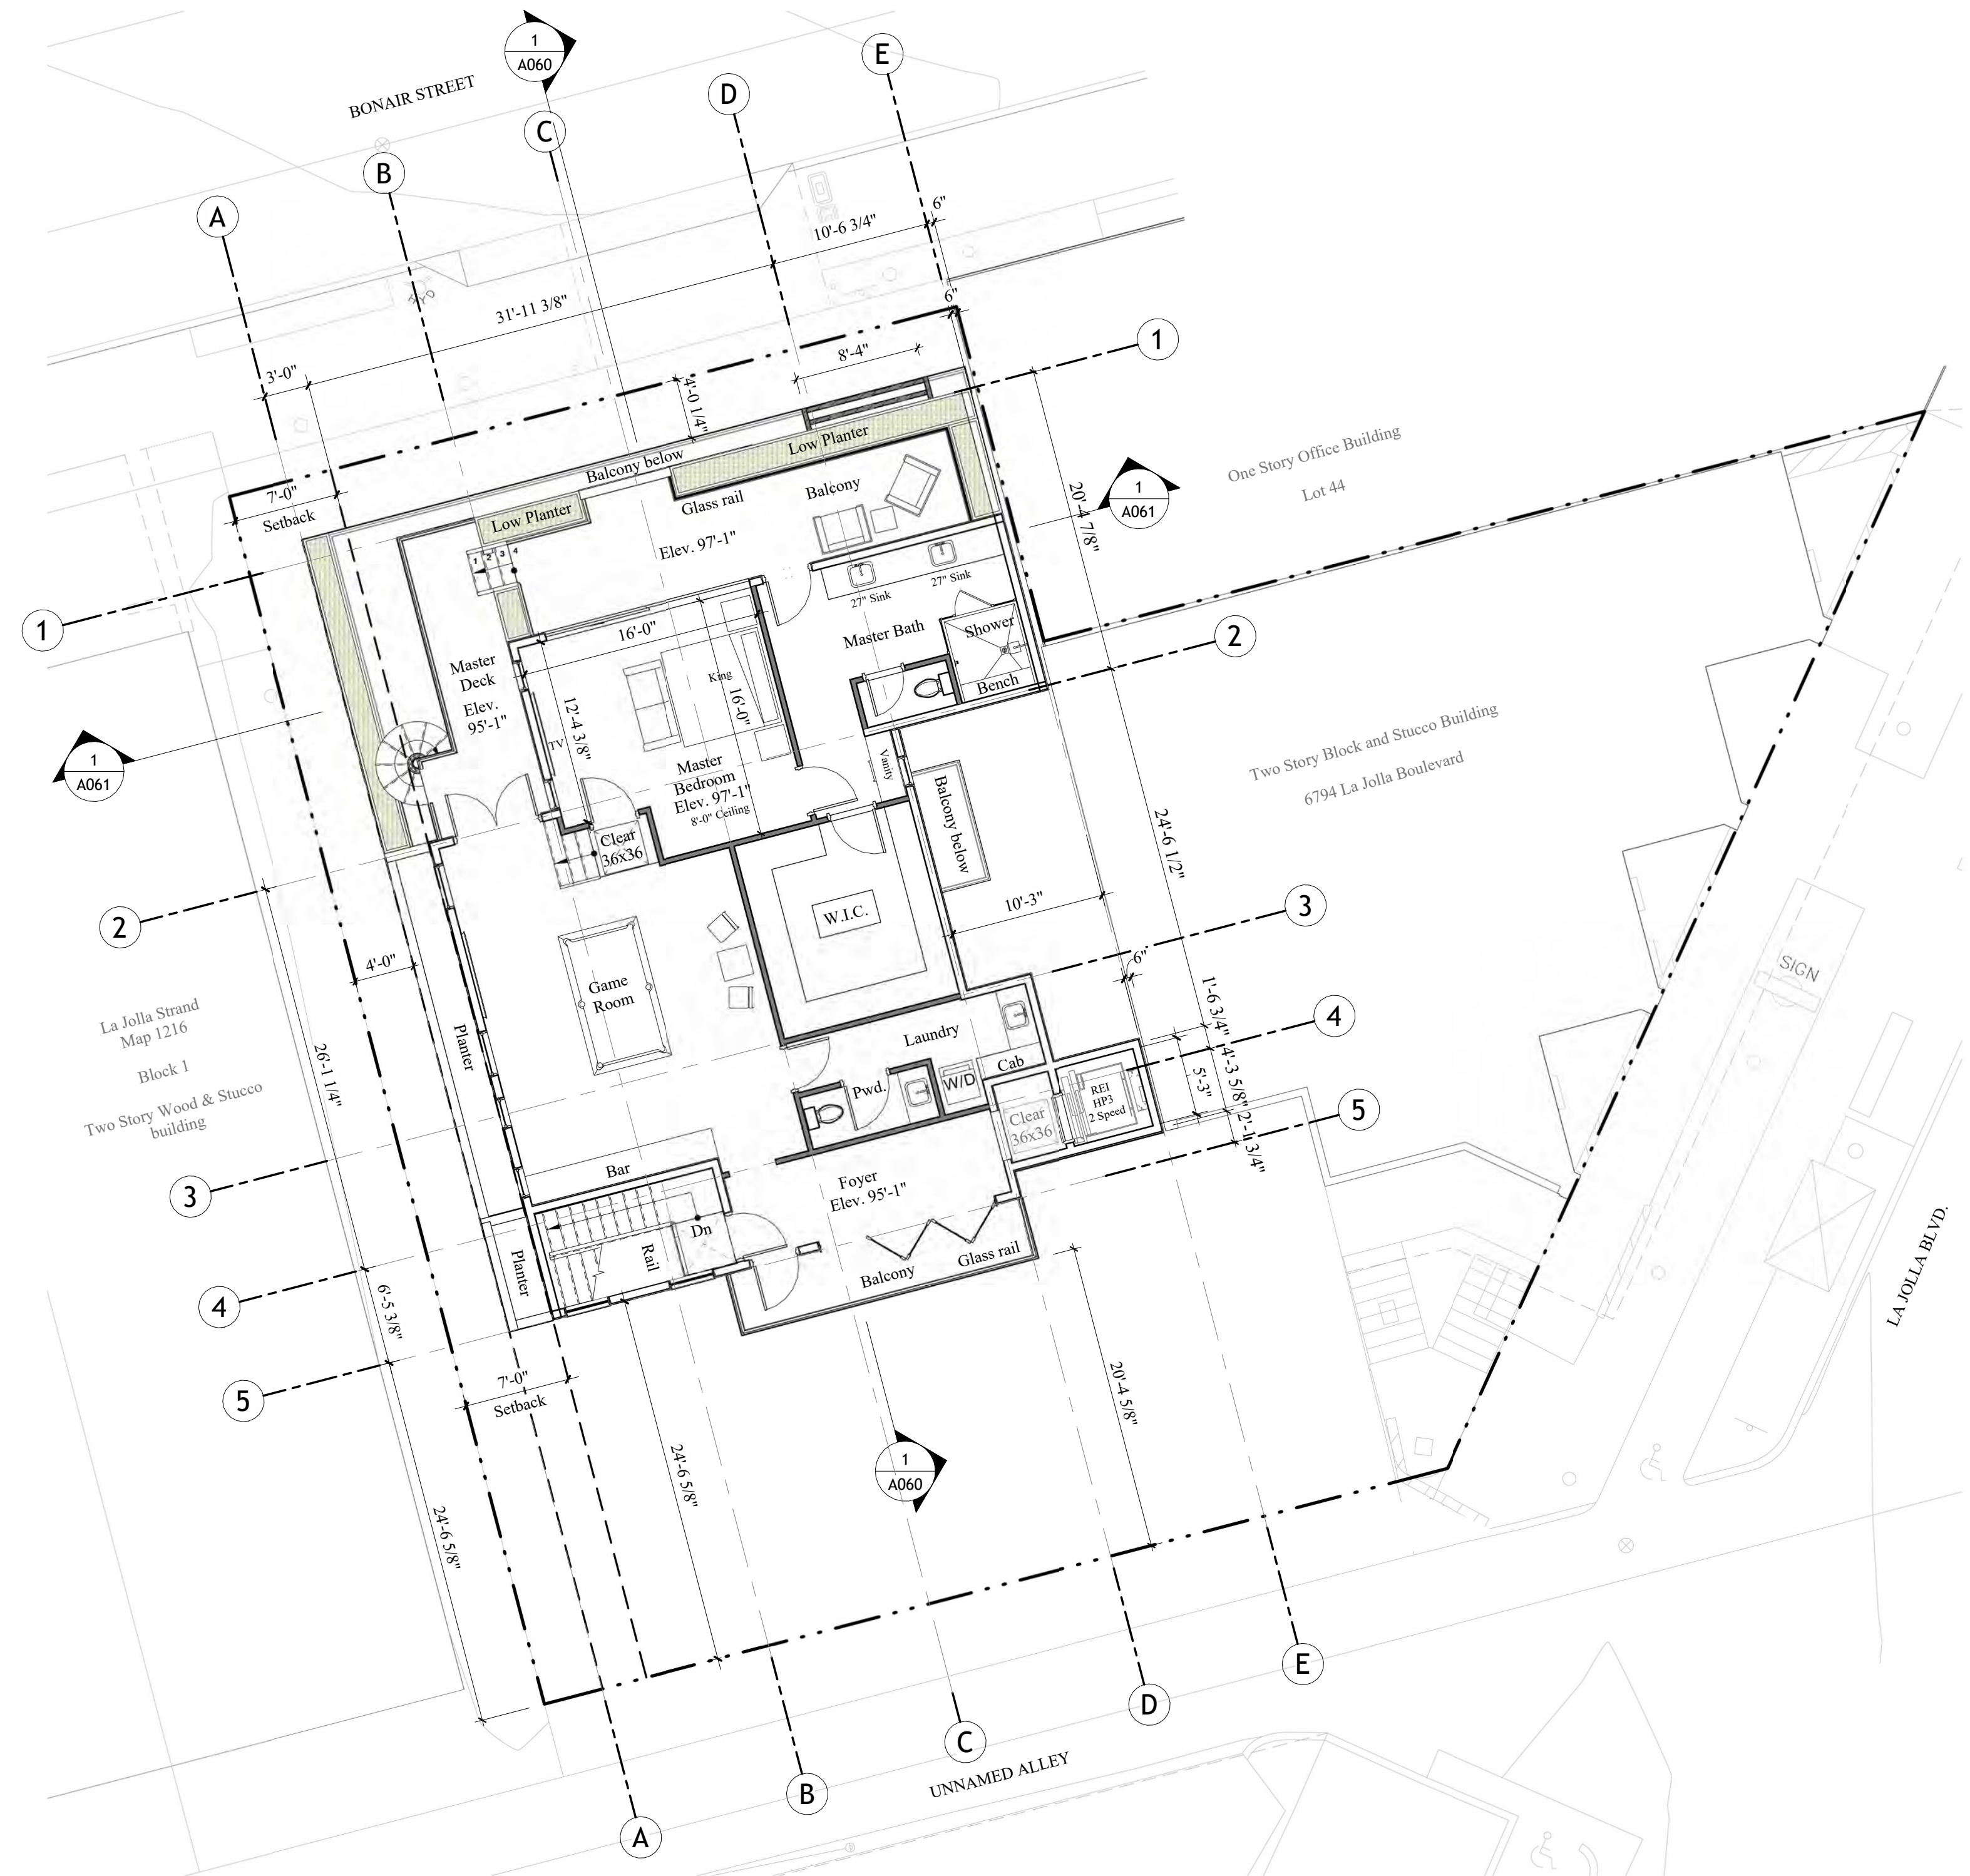 1
A060
E
D
BONAIR STREET
C
B
A
6"
10'-6 3/4"
HYD
31'-11 3/8"
6"
1
8'-4"
3'-0"
4'-0 1/4"
Low Planter
One Story Office Building
Lot 44
Balcony below
7'-0"
Setback
Glass rail
Balcony
1
A061
20'-4 7/8"
Low Planter
Elev. 97'-1"
1 2 3 4
27" Sink
27" Sink
1
16'-0"
Master Bath
Shower
2
Master
Deck
Elev.
95'-1"
King
16'-0"
Bench
12'-4 3/8"
TV
Two Story Block and Stucco Building
6794 La Jolla Boulevard
1
A061
Master
Bedroom
Elev. 97'-1"
8'-0" Ceiling
Vanity
Balcony below
Clear
36x36
24'-6 1/2"
2
W.I.C.
10'-3"
3
4'-0"
6"
SIGN
Game
Room
La Jolla Strand
Map 1216
Block 1
Two Story Wood & Stucco
building
26'-1 1/4"
Planter
Laundry
1'-6 3/4"
4
Cab
W/D
Pwd.
REI
HP3
2 Speed
5'-3"
4'-3 5/8"
Clear
36x36
2'-1 3/4"
5
3
Bar
Foyer
Elev. 95'-1"
Dn
Rail
Glass rail
Balcony
Planter
LA JOLLA BLVD.
4
6'-5 3/8"
5
7'-0"
Setback
20'-4 5/8"
24'-6 5/8"
1
A060
24'-6 5/8"
E
D
C
UNNAMED ALLEY
B
A